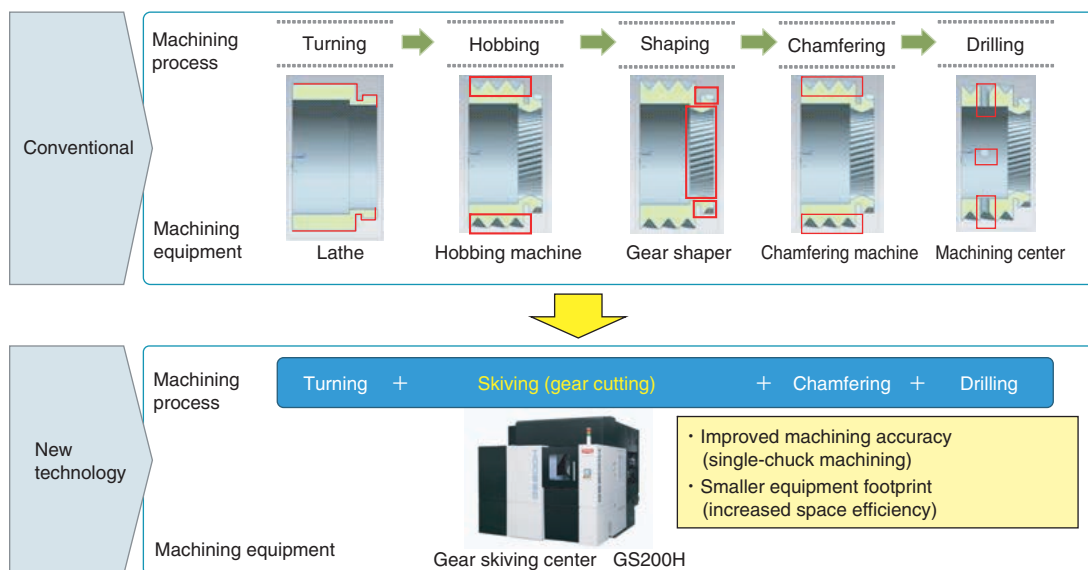 Conventional
Machining
process
Turning
Hobbing
Shaping
Chamfering
Drilling
Machining
equipment
Lathe
Hobbing machine
Gear shaper
Chamfering machine
Machining center
New
technology
Machining
process
Turning + Skiving (gear cutting) + Chamfering + Drilling
・Improved machining accuracy
(single-chuck machining)
・Smaller equipment footprint
(increased space efficiency)
Machining equipment
Gear skiving center GS200H